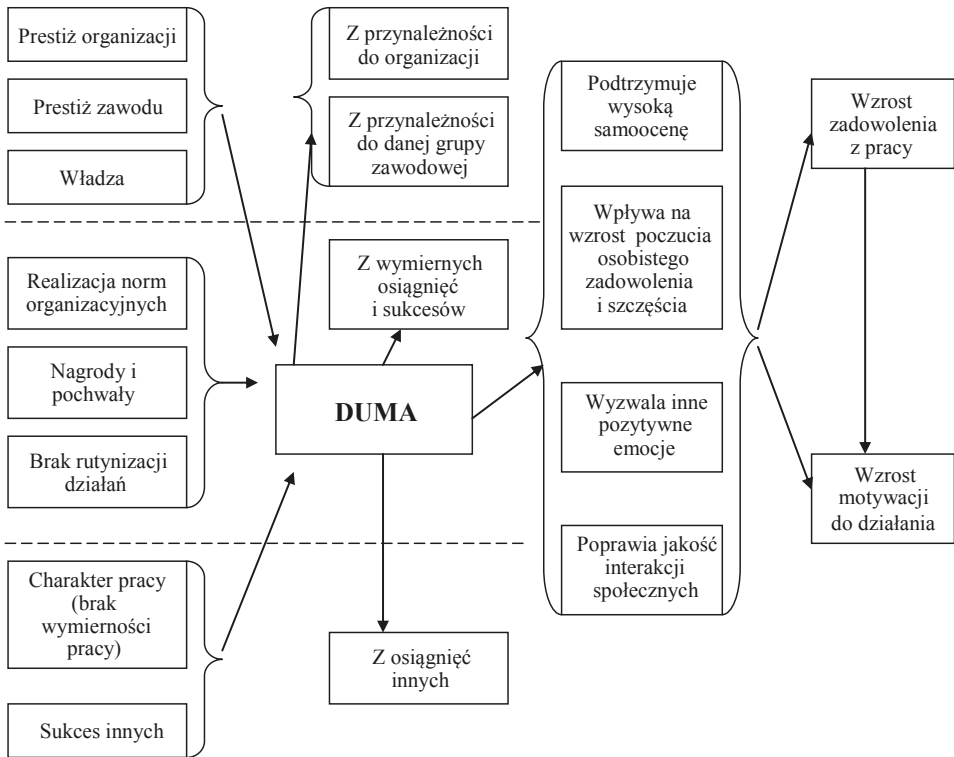 Prestiż organizacji
Prestiż zawodu
Władza
Z przynależności
do organizacji
Z przynależności
do danej grupy
zawodowej
Realizacja norm
organizacyjnych
Nagrody i
pochwały
Brak rutynizacji
działań
Z wymiernych
osiągnięć
i sukcesów
DUMA
Charakter pracy
(brak
wymierności
pracy)
Sukces innych
Z osiągnięć
innych
Podtrzymuje
wysoką
samoocenę
Wpływa na
wzrost poczucia
osobistego
zadowolenia
i szczęścia
Wyzwala inne
pozytywne
emocje
Poprawia jakość
interakcji
społecznych
Wzrost
zadowolenia
z pracy
Wzrost
motywacji
do działania